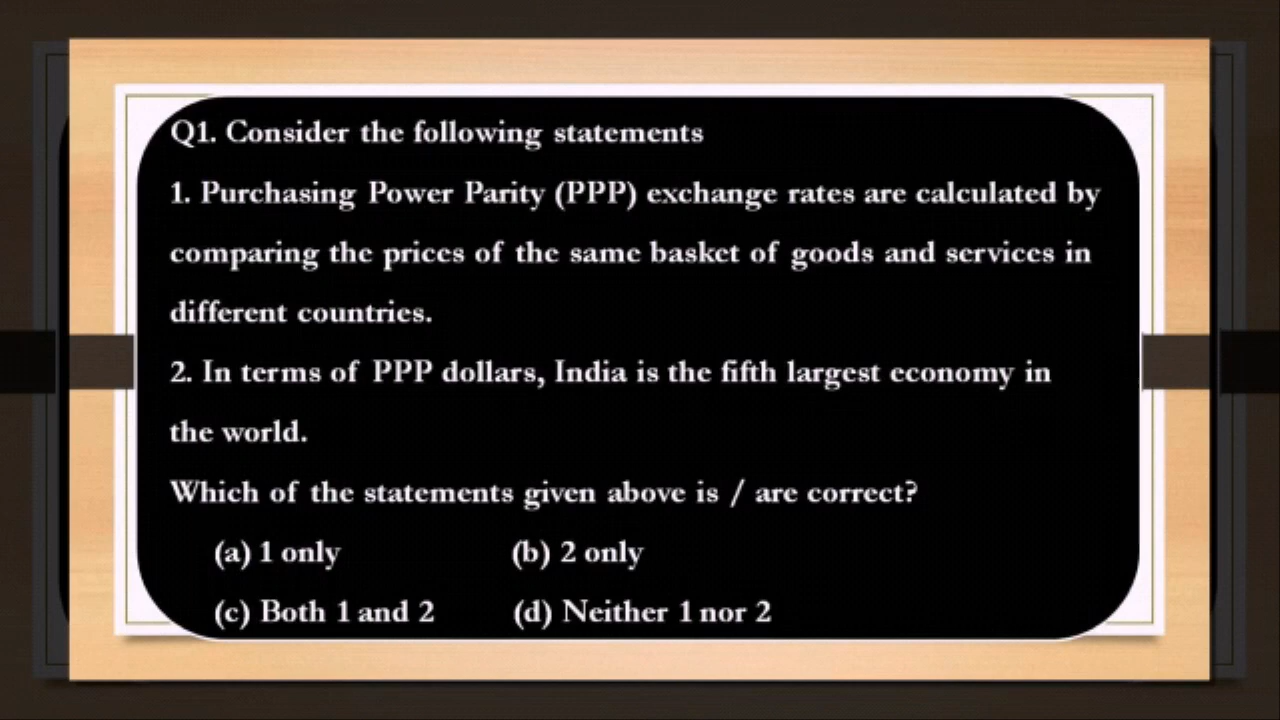 Q1. Consider the following statements
1. Purchasing Power Parity (PPP) exchange rates are calculated by
comparing the prices of the same basket of goods and services in
different countries.
2. In terms of PPP dollars, India is the fifth largest economy in
the world.
Which of the statements given above is / are correct?
(a) 1 only (b) 2 only
(c) Both 1 and 2 (d) Neither 1 nor 2